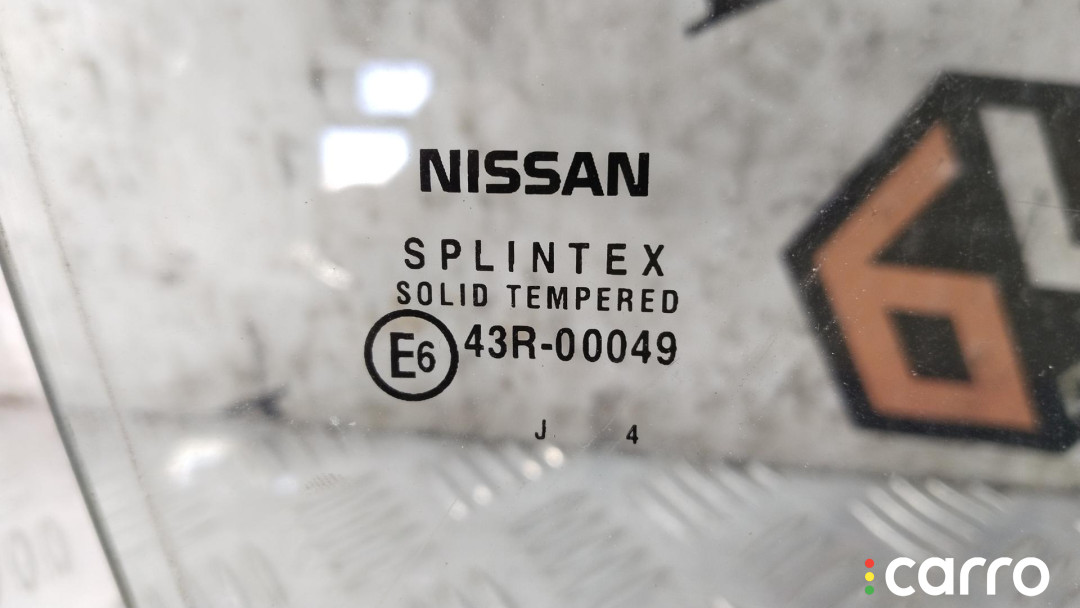 NISSAN
SPLINTEX
SOLID TEMPERED
E6 43R-00049
J 4
carro